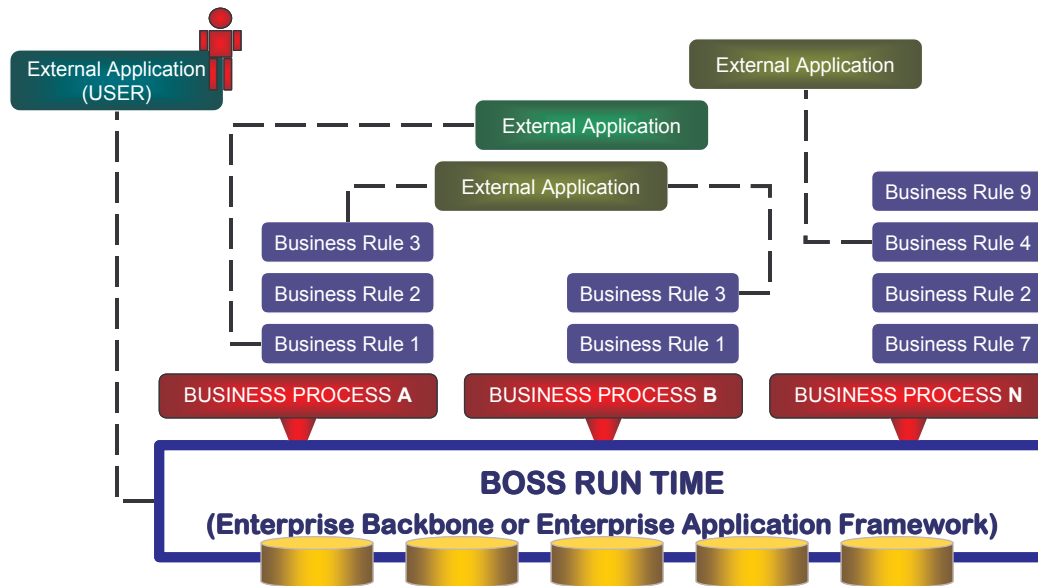 External Application
(USER)
External Application
External Application
External Application
Business Rule 9
Business Rule 3
Business Rule 4
Business Rule 2
Business Rule 3
Business Rule 2
Business Rule 1
Business Rule 1
Business Rule 7
BUSINESS PROCESS A
BUSINESS PROCESS B
BUSINESS PROCESS N
BOSS RUN TIME
(Enterprise Backbone or Enterprise Application Framework)